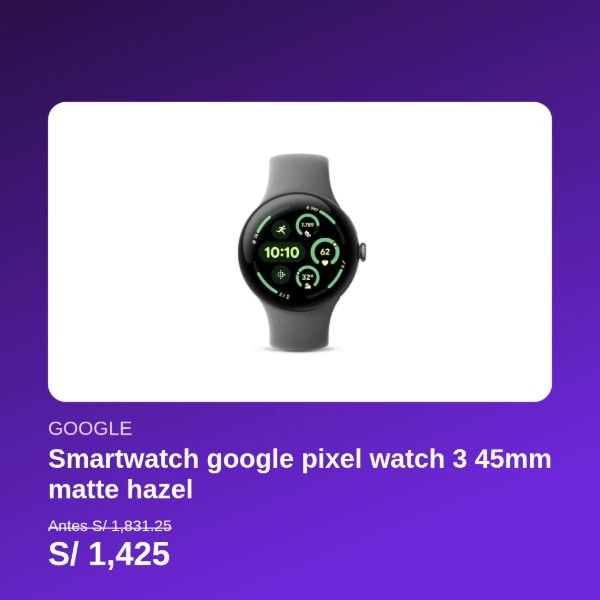 7,789
10:10
62
32°
GOOGLE
Smartwatch google pixel watch 3 45mm
matte hazel
Antes S/ 1,831.25
S/ 1,425